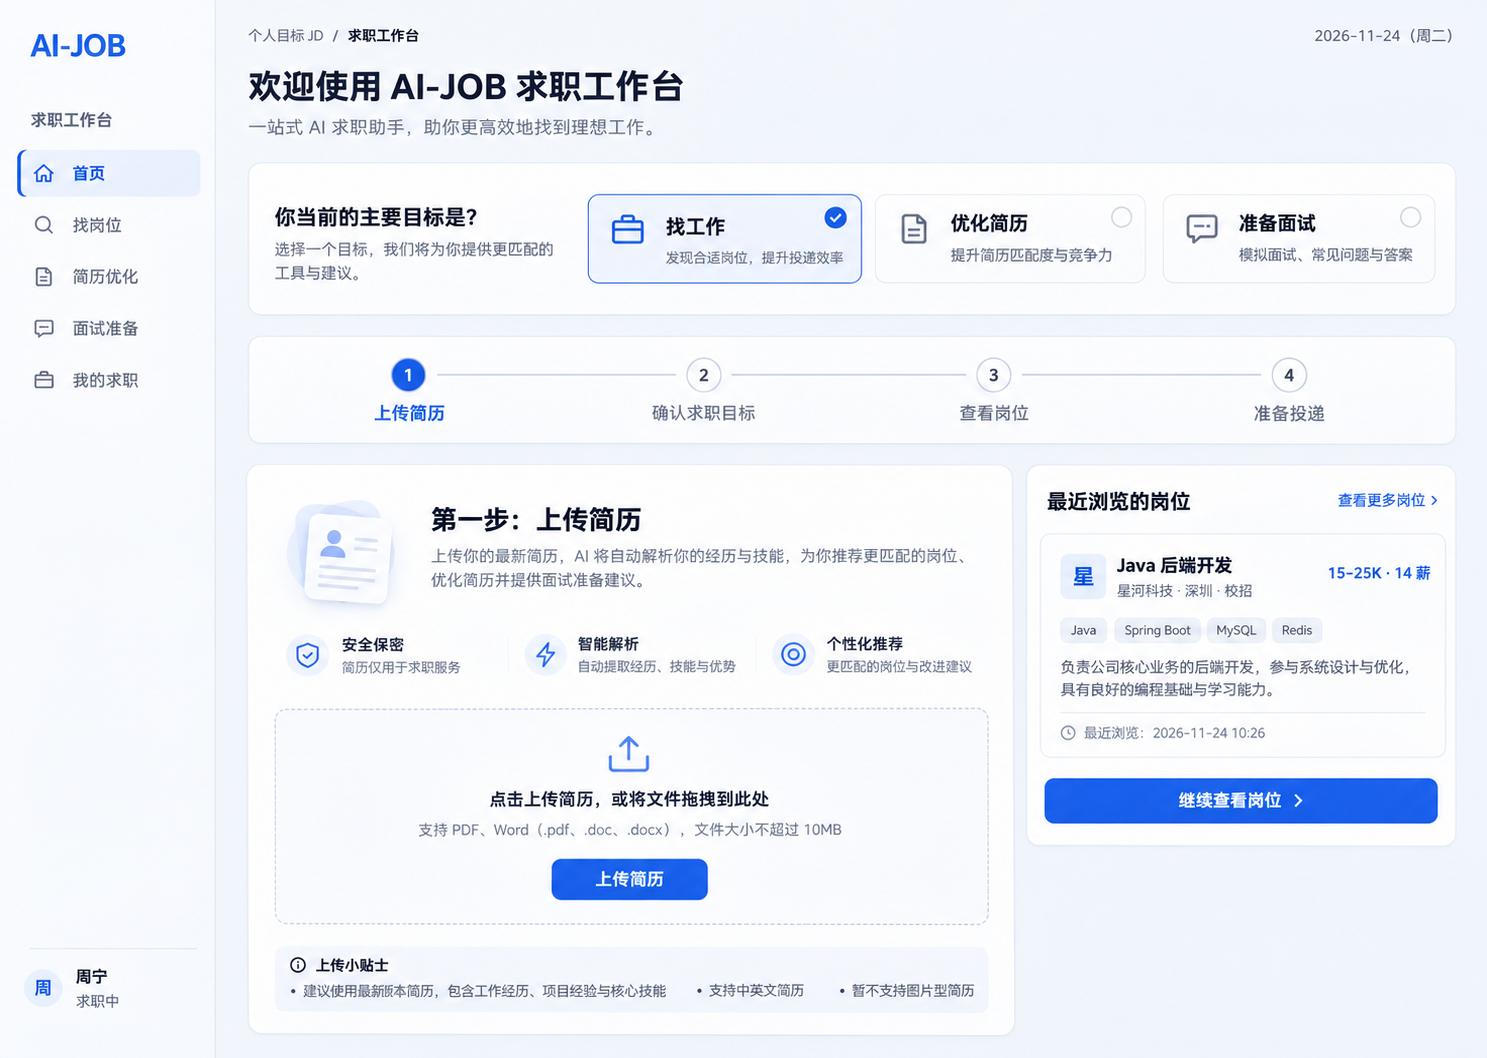 AI-JOB
求职工作台
首页
找岗位
简历优化
面试准备
我的求职
周
周宁
求职中
个人目标 JD / 求职工作台
2026-11-24（周二）
欢迎使用 AI-JOB 求职工作台
一站式 AI 求职助手，助你更高效地找到理想工作。
你当前的主要目标是？
选择一个目标，我们将为你提供更匹配的
工具与建议。
找工作
发现合适岗位，提升投递效率
优化简历
提升简历匹配度与竞争力
准备面试
模拟面试、常见问题与答案
1
上传简历
2
确认求职目标
3
查看岗位
4
准备投递
第一步：上传简历
上传你的最新简历，AI 将自动解析你的经历与技能，为你推荐更匹配的岗位、
优化简历并提供面试准备建议。
安全保密
简历仅用于求职服务
智能解析
自动提取经历、技能与优势
个性化推荐
更匹配的岗位与改进建议
点击上传简历，或将文件拖拽到此处
支持 PDF、Word（.pdf、.doc、.docx），文件大小不超过 10MB
上传简历
上传小贴士
• 建议使用最新版本简历，包含工作经历、项目经验与核心技能
• 支持中英文简历
• 暂不支持图片型简历
最近浏览的岗位
查看更多岗位
星
Java 后端开发
星河科技 · 深圳 · 校招
15-25K · 14 薪
Java
Spring Boot
MySQL
Redis
负责公司核心业务的后端开发，参与系统设计与优化，
具有良好的编程基础与学习能力。
最近浏览：2026-11-24 10:26
继续查看岗位